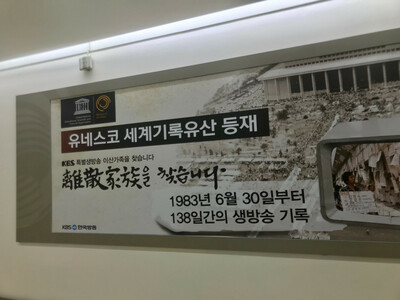 유네스코 세계기록유산 등재
KBS 특별생방송 이산가족을 찾습니다
離散家族을 찾습니다
1983년 6월 30일부터
138일간의 생방송 기록
KBS 한국방송